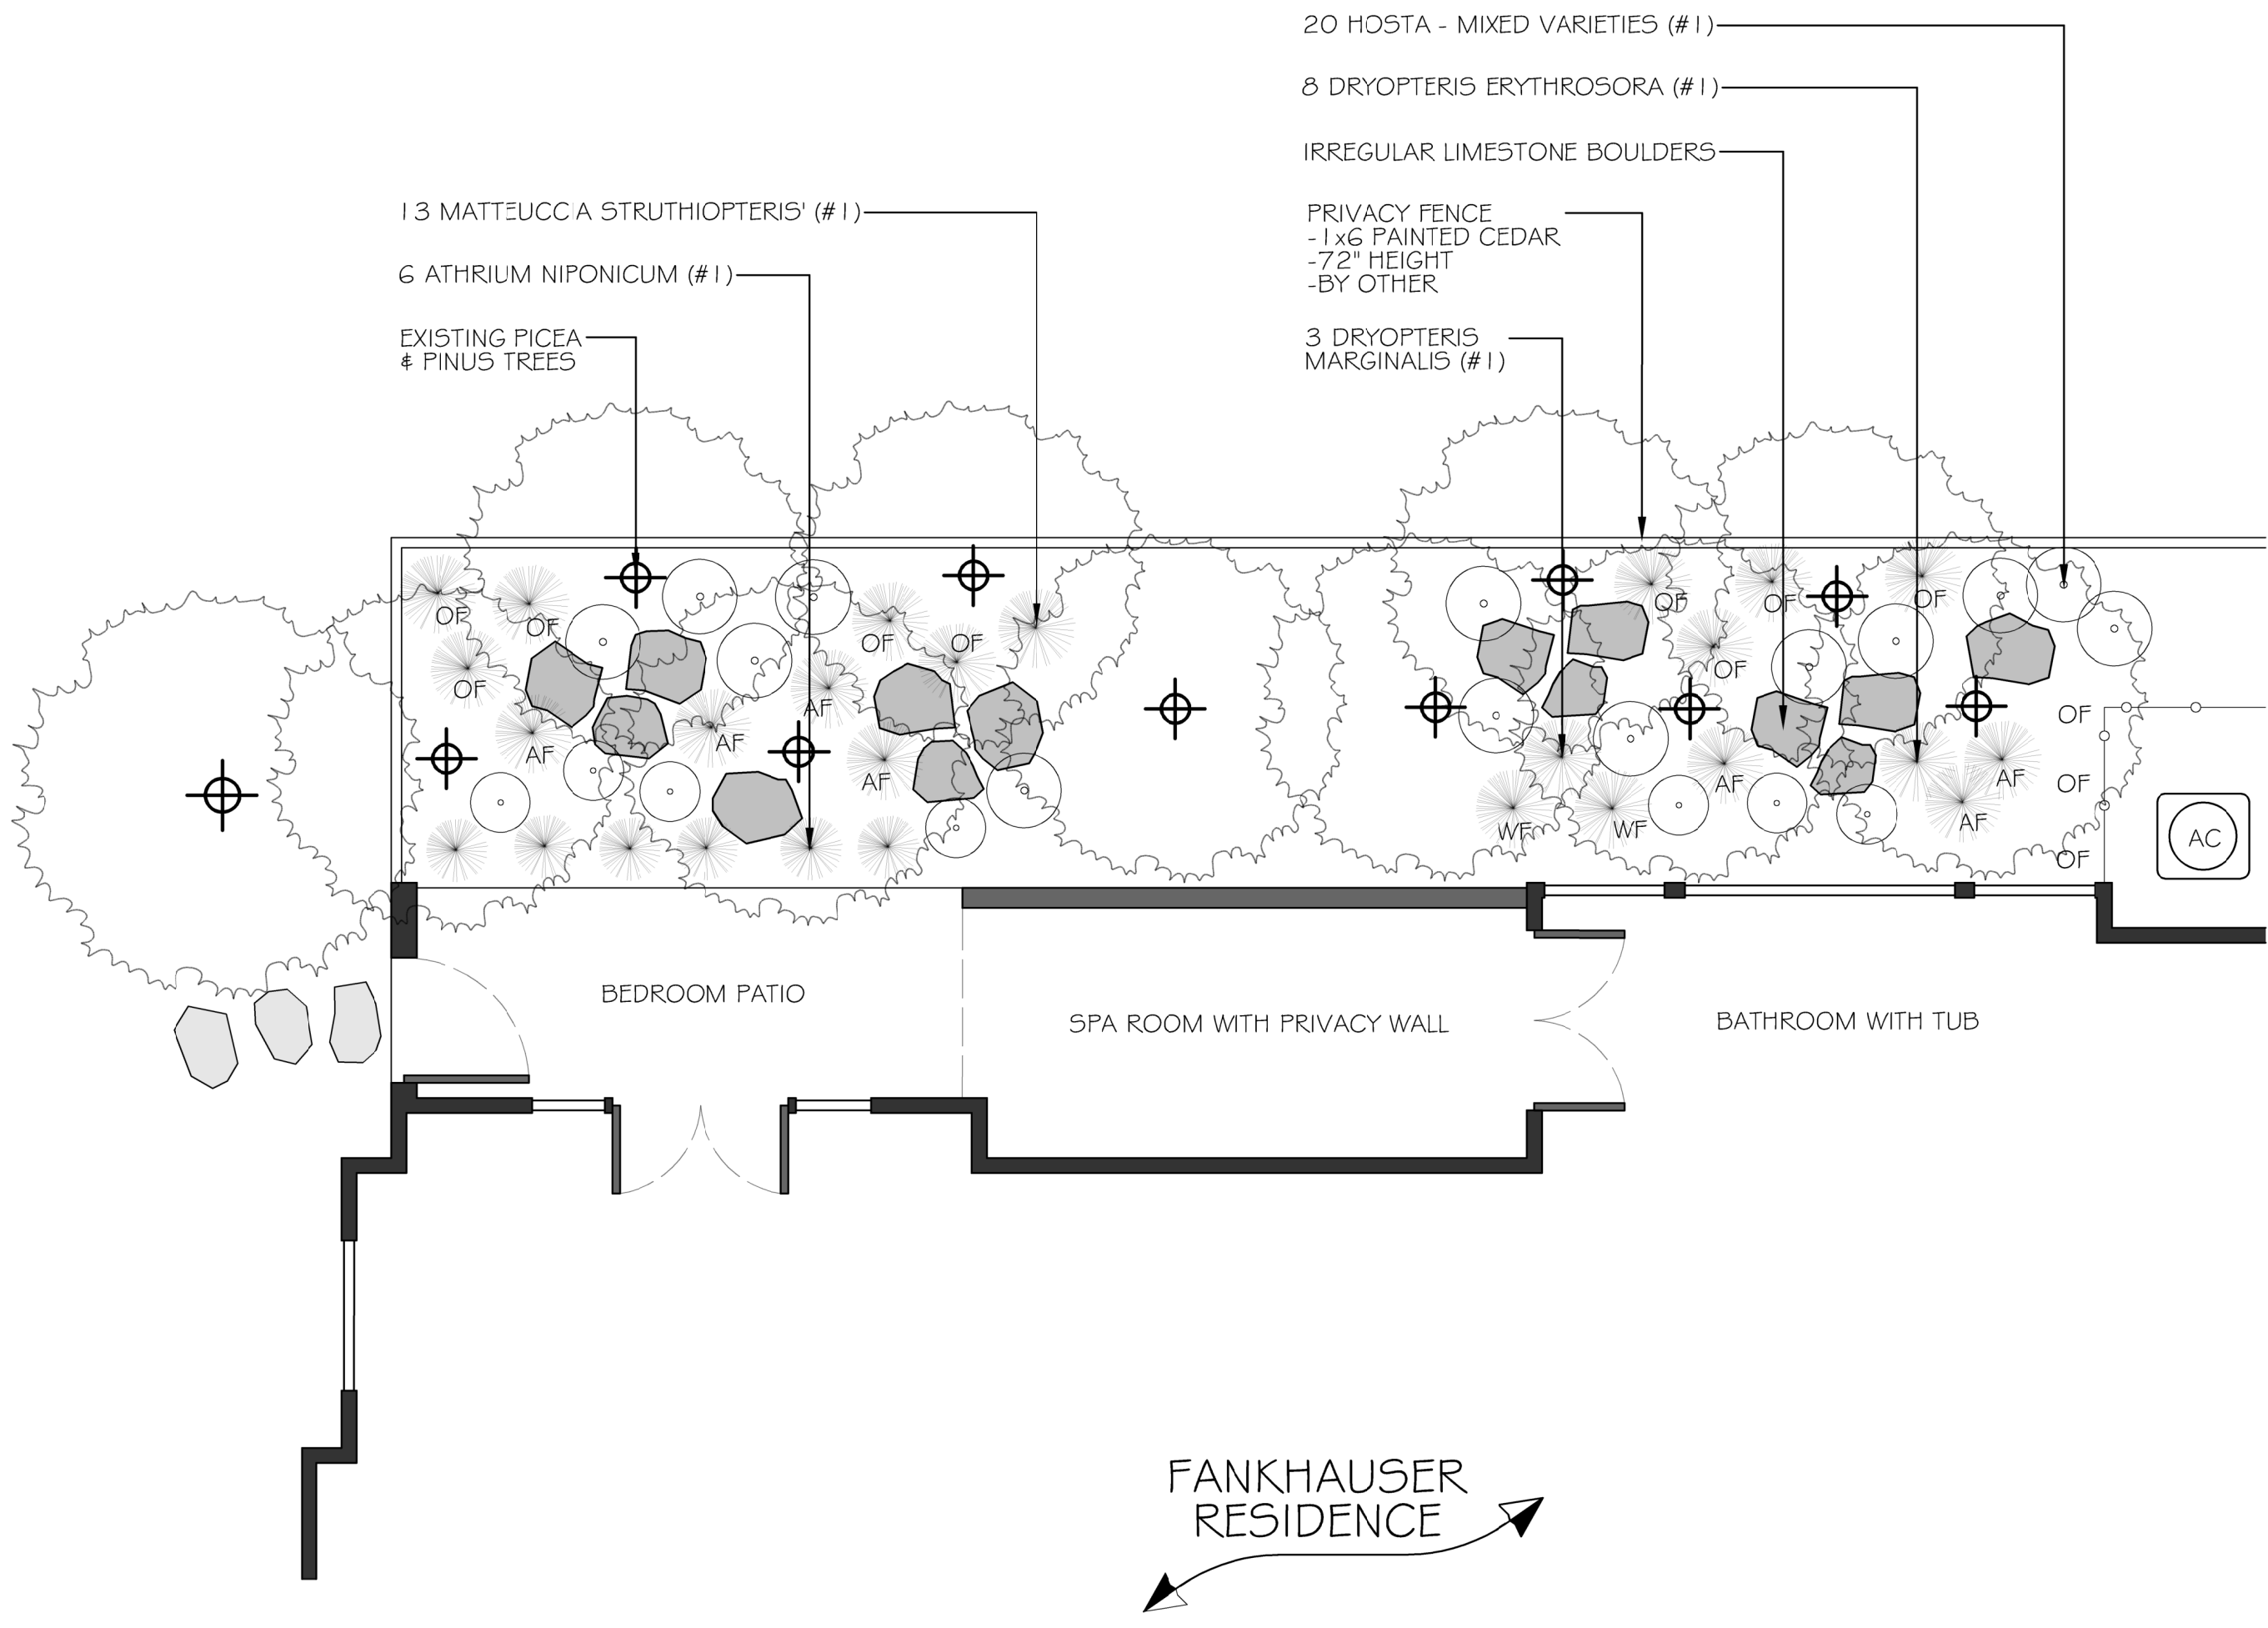 20 HOSTA - MIXED VARIETIES (#1)
8 DRYOPTERIS ERYTHROSORA (#1)
IRREGULAR LIMESTONE BOULDERS
13 MATTEUCCIA STRUTHIOPTERIS' (#1)
PRIVACY FENCE
-1x6 PAINTED CEDAR
-72" HEIGHT
-BY OTHER
6 ATHRIUM NIPONICUM (#1)
EXISTING PICEA
& PINUS TREES
3 DRYOPTERIS
MARGINALIS (#1)
OF
OF
OF
OF
OF
AF
AF
AF
AF
OF
OF
OF
OF
WF
WF
AF
AF
AF
OF
OF
OF
AC
BEDROOM PATIO
SPA ROOM WITH PRIVACY WALL
BATHROOM WITH TUB
FANKHAUSER
RESIDENCE